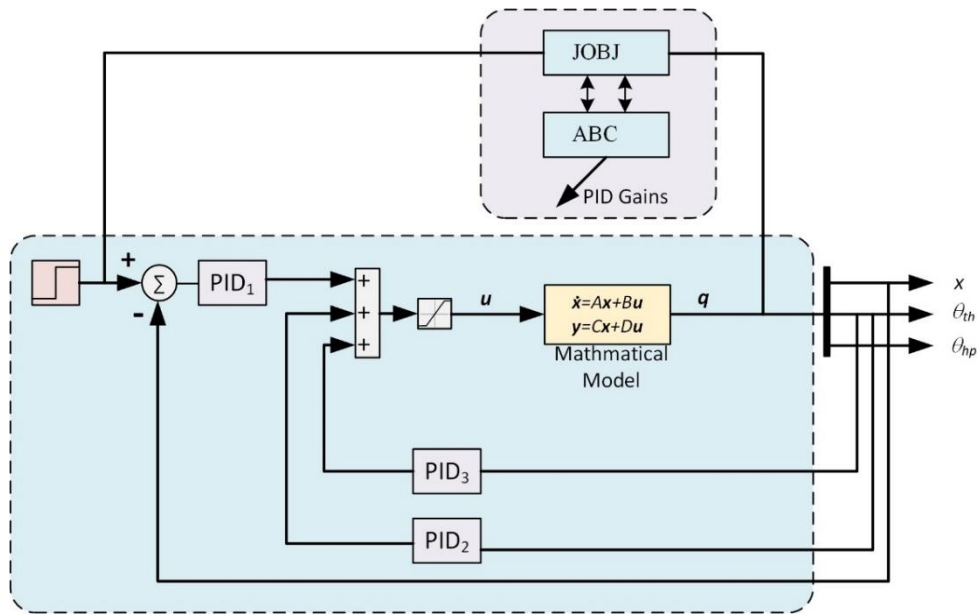 JOBJ
ABC
PID Gains
+
-
Σ
PID₁
+
+
+
u
ẋ=Ax+Bu
y=Cx+Du
Mathmatical
Model
q
x
θth
θhp
PID₃
PID₂